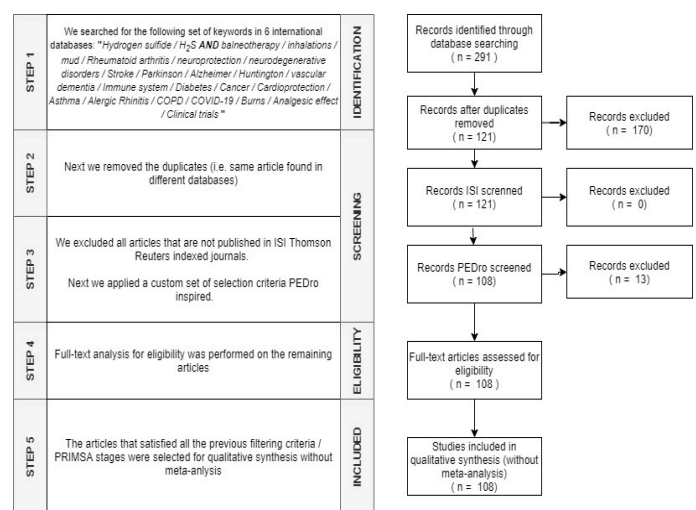 STEP 1
We searched for the following set of keywords in 6 international
databases: "Hydrogen sulfide / H2S AND balneotherapy / inhalations /
mud / Rheumatoid arthritis / neuroprotection / neurodegenerative
disorders / Stroke / Parkinson / Alzheimer / Huntington / vascular
dementia / Immune system / Diabetes / Cancer / Cardioprotection /
Asthma / Alergic Rhinitis / COPD / COVID-19 / Burns / Analgesic effect
/ Clinical trials "
IDENTIFICATION
STEP 2
Next we removed the duplicates (i.e. same article found in
different databases)
SCREENING
STEP 3
We excluded all articles that are not published in ISI Thomson
Reuters indexed journals.
Next we applied a custom set of selection criteria PEDro
inspired.
STEP 4
Full-text analysis for eligibility was performed on the remaining
articles
ELIGIBILITY
STEP 5
The articles that satisfied all the previous filtering criteria /
PRIMSA stages were selected for qualitative synthesis without
meta-anlysis
INCLUDED
Records identified through
database searching
( n = 291 )
Records after duplicates
removed
( n = 121)
Records excluded
( n = 170)
Records ISI screnned
( n = 121)
Records excluded
( n = 0)
Records PEDro screened
( n = 108)
Records excluded
( n = 13)
Full-text articles assessed for
eligibility
( n = 108 )
Studies included in
qualitative synthesis (without
meta-analysis)
( n = 108)